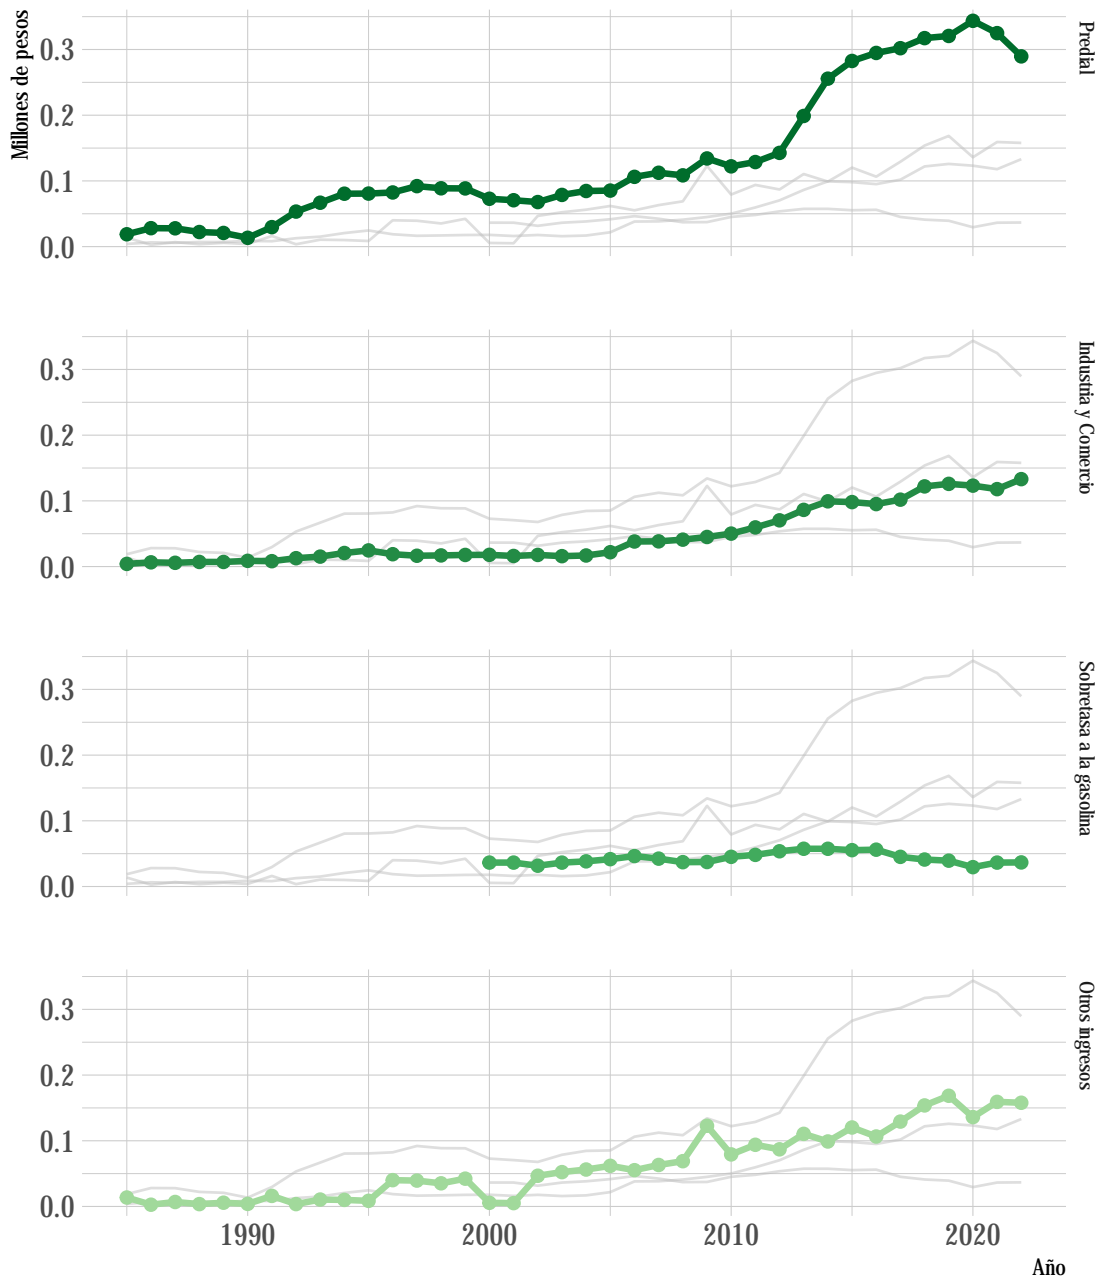 Millones de pesos
0.3
0.2
0.1
0.0
Predial
0.3
0.2
0.1
0.0
Industria y Comercio
0.3
0.2
0.1
0.0
Sobretasa a la gasolina
0.3
0.2
0.1
0.0
Otros ingresos
1990 2000 2010 2020
Año